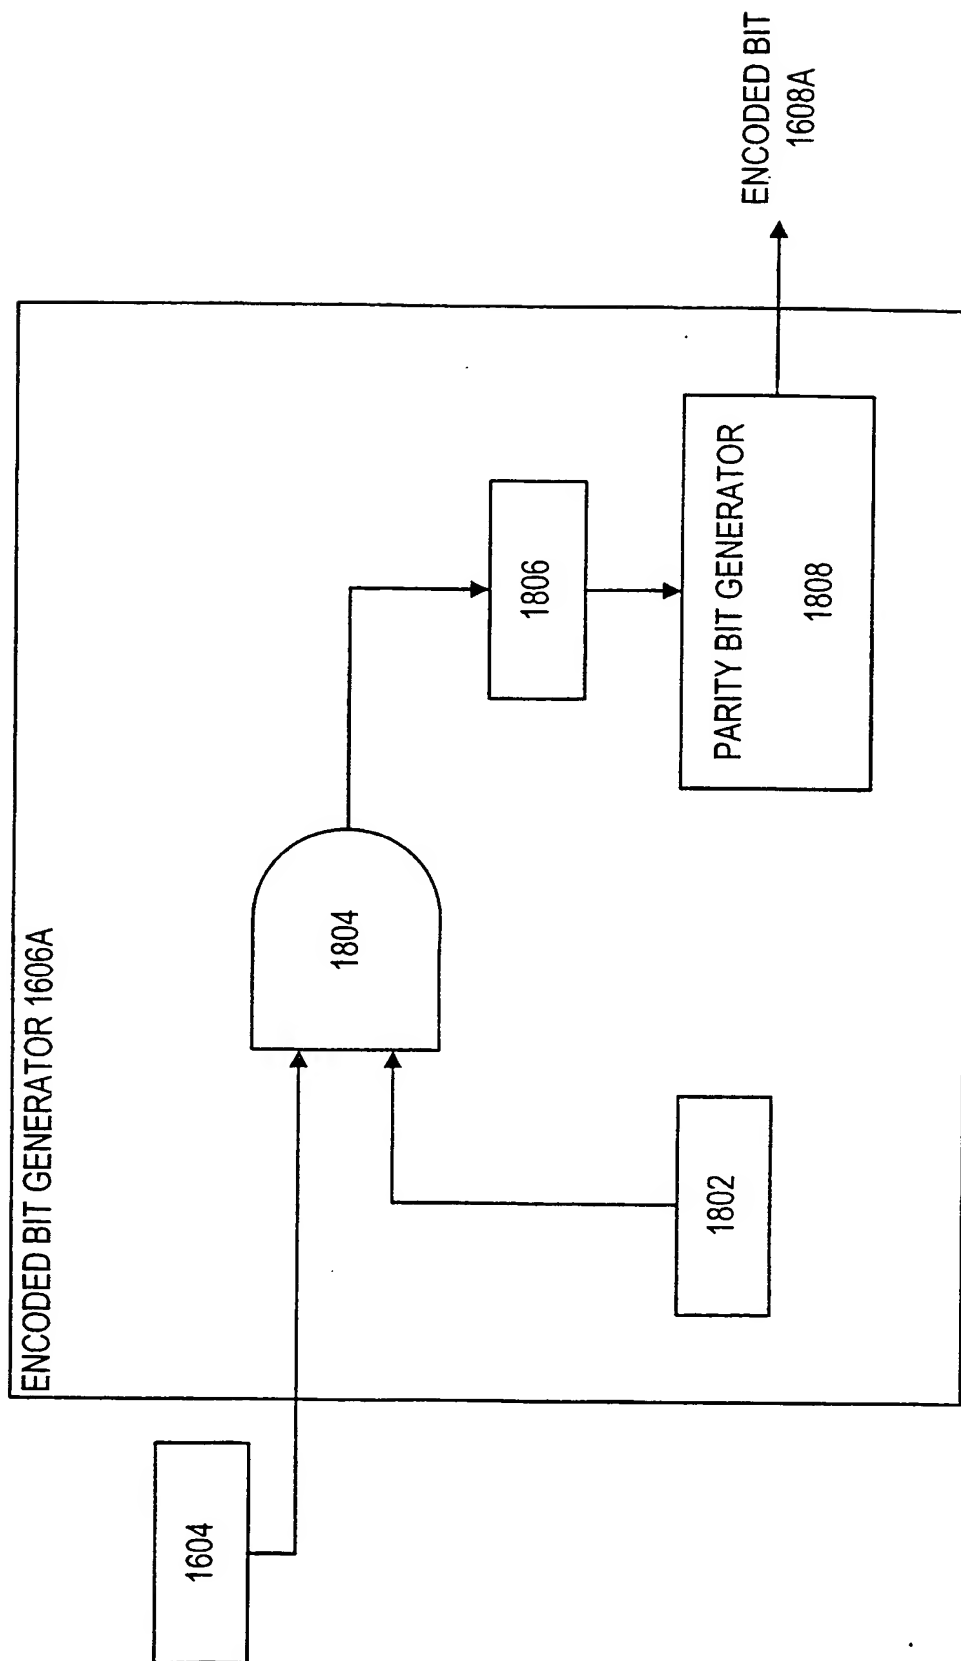 ENCODED BIT GENERATOR 1606A
1604
1804
1802
1806
PARITY BIT GENERATOR
1808
ENCODED BIT
1608A